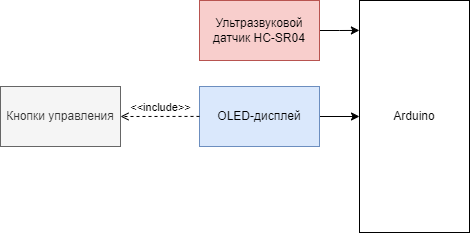 Ультразвуковой
датчик HC-SR04
Кнопки управления
<<include>>
OLED-дисплей
Arduino